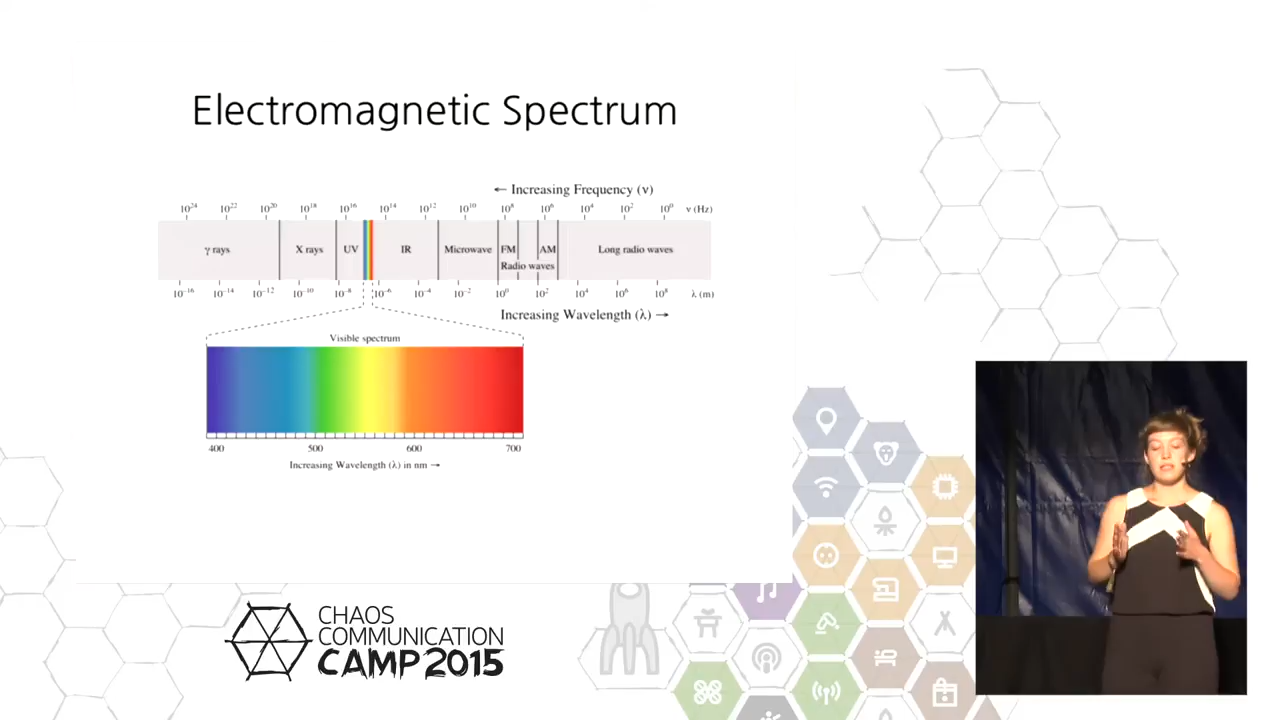 Electromagnetic Spectrum
← Increasing Frequency (ν)
10²⁴ 10²² 10²⁰ 10¹⁸ 10¹⁶ 10¹⁴ 10¹² 10¹⁰ 10⁸ 10⁶ 10⁴ 10² 10⁰ ν (Hz)
γ rays X rays UV IR Microwave FM AM Long radio waves
Radio waves
10⁻¹⁶ 10⁻¹⁴ 10⁻¹² 10⁻¹⁰ 10⁻⁸ 10⁻⁶ 10⁻⁴ 10⁻² 10⁰ 10² 10⁴ 10⁶ 10⁸ λ (m)
Increasing Wavelength (λ) →
Visible spectrum
400 500 600 700
Increasing Wavelength (λ) in nm →
CHAOS
COMMUNICATION
CAMP 2015